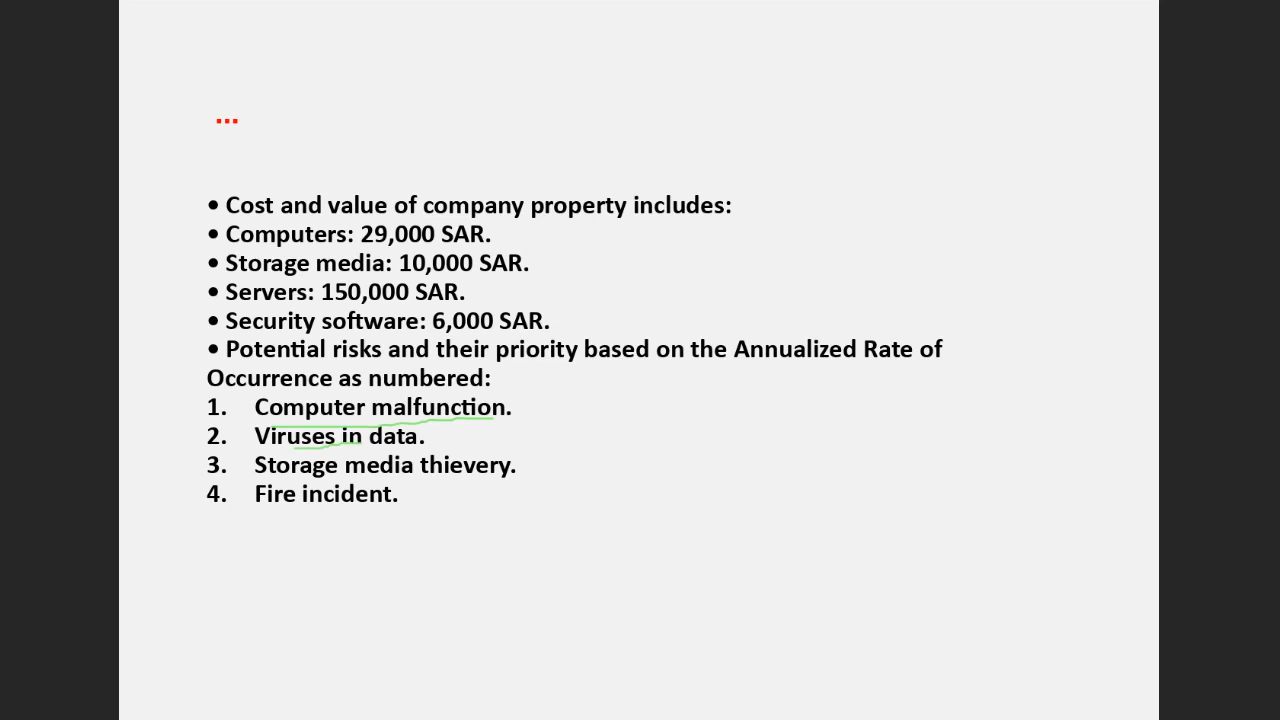 ...
• Cost and value of company property includes:
• Computers: 29,000 SAR.
• Storage media: 10,000 SAR.
• Servers: 150,000 SAR.
• Security software: 6,000 SAR.
• Potential risks and their priority based on the Annualized Rate of
Occurrence as numbered:
1. Computer malfunction.
2. Viruses in data.
3. Storage media thievery.
4. Fire incident.